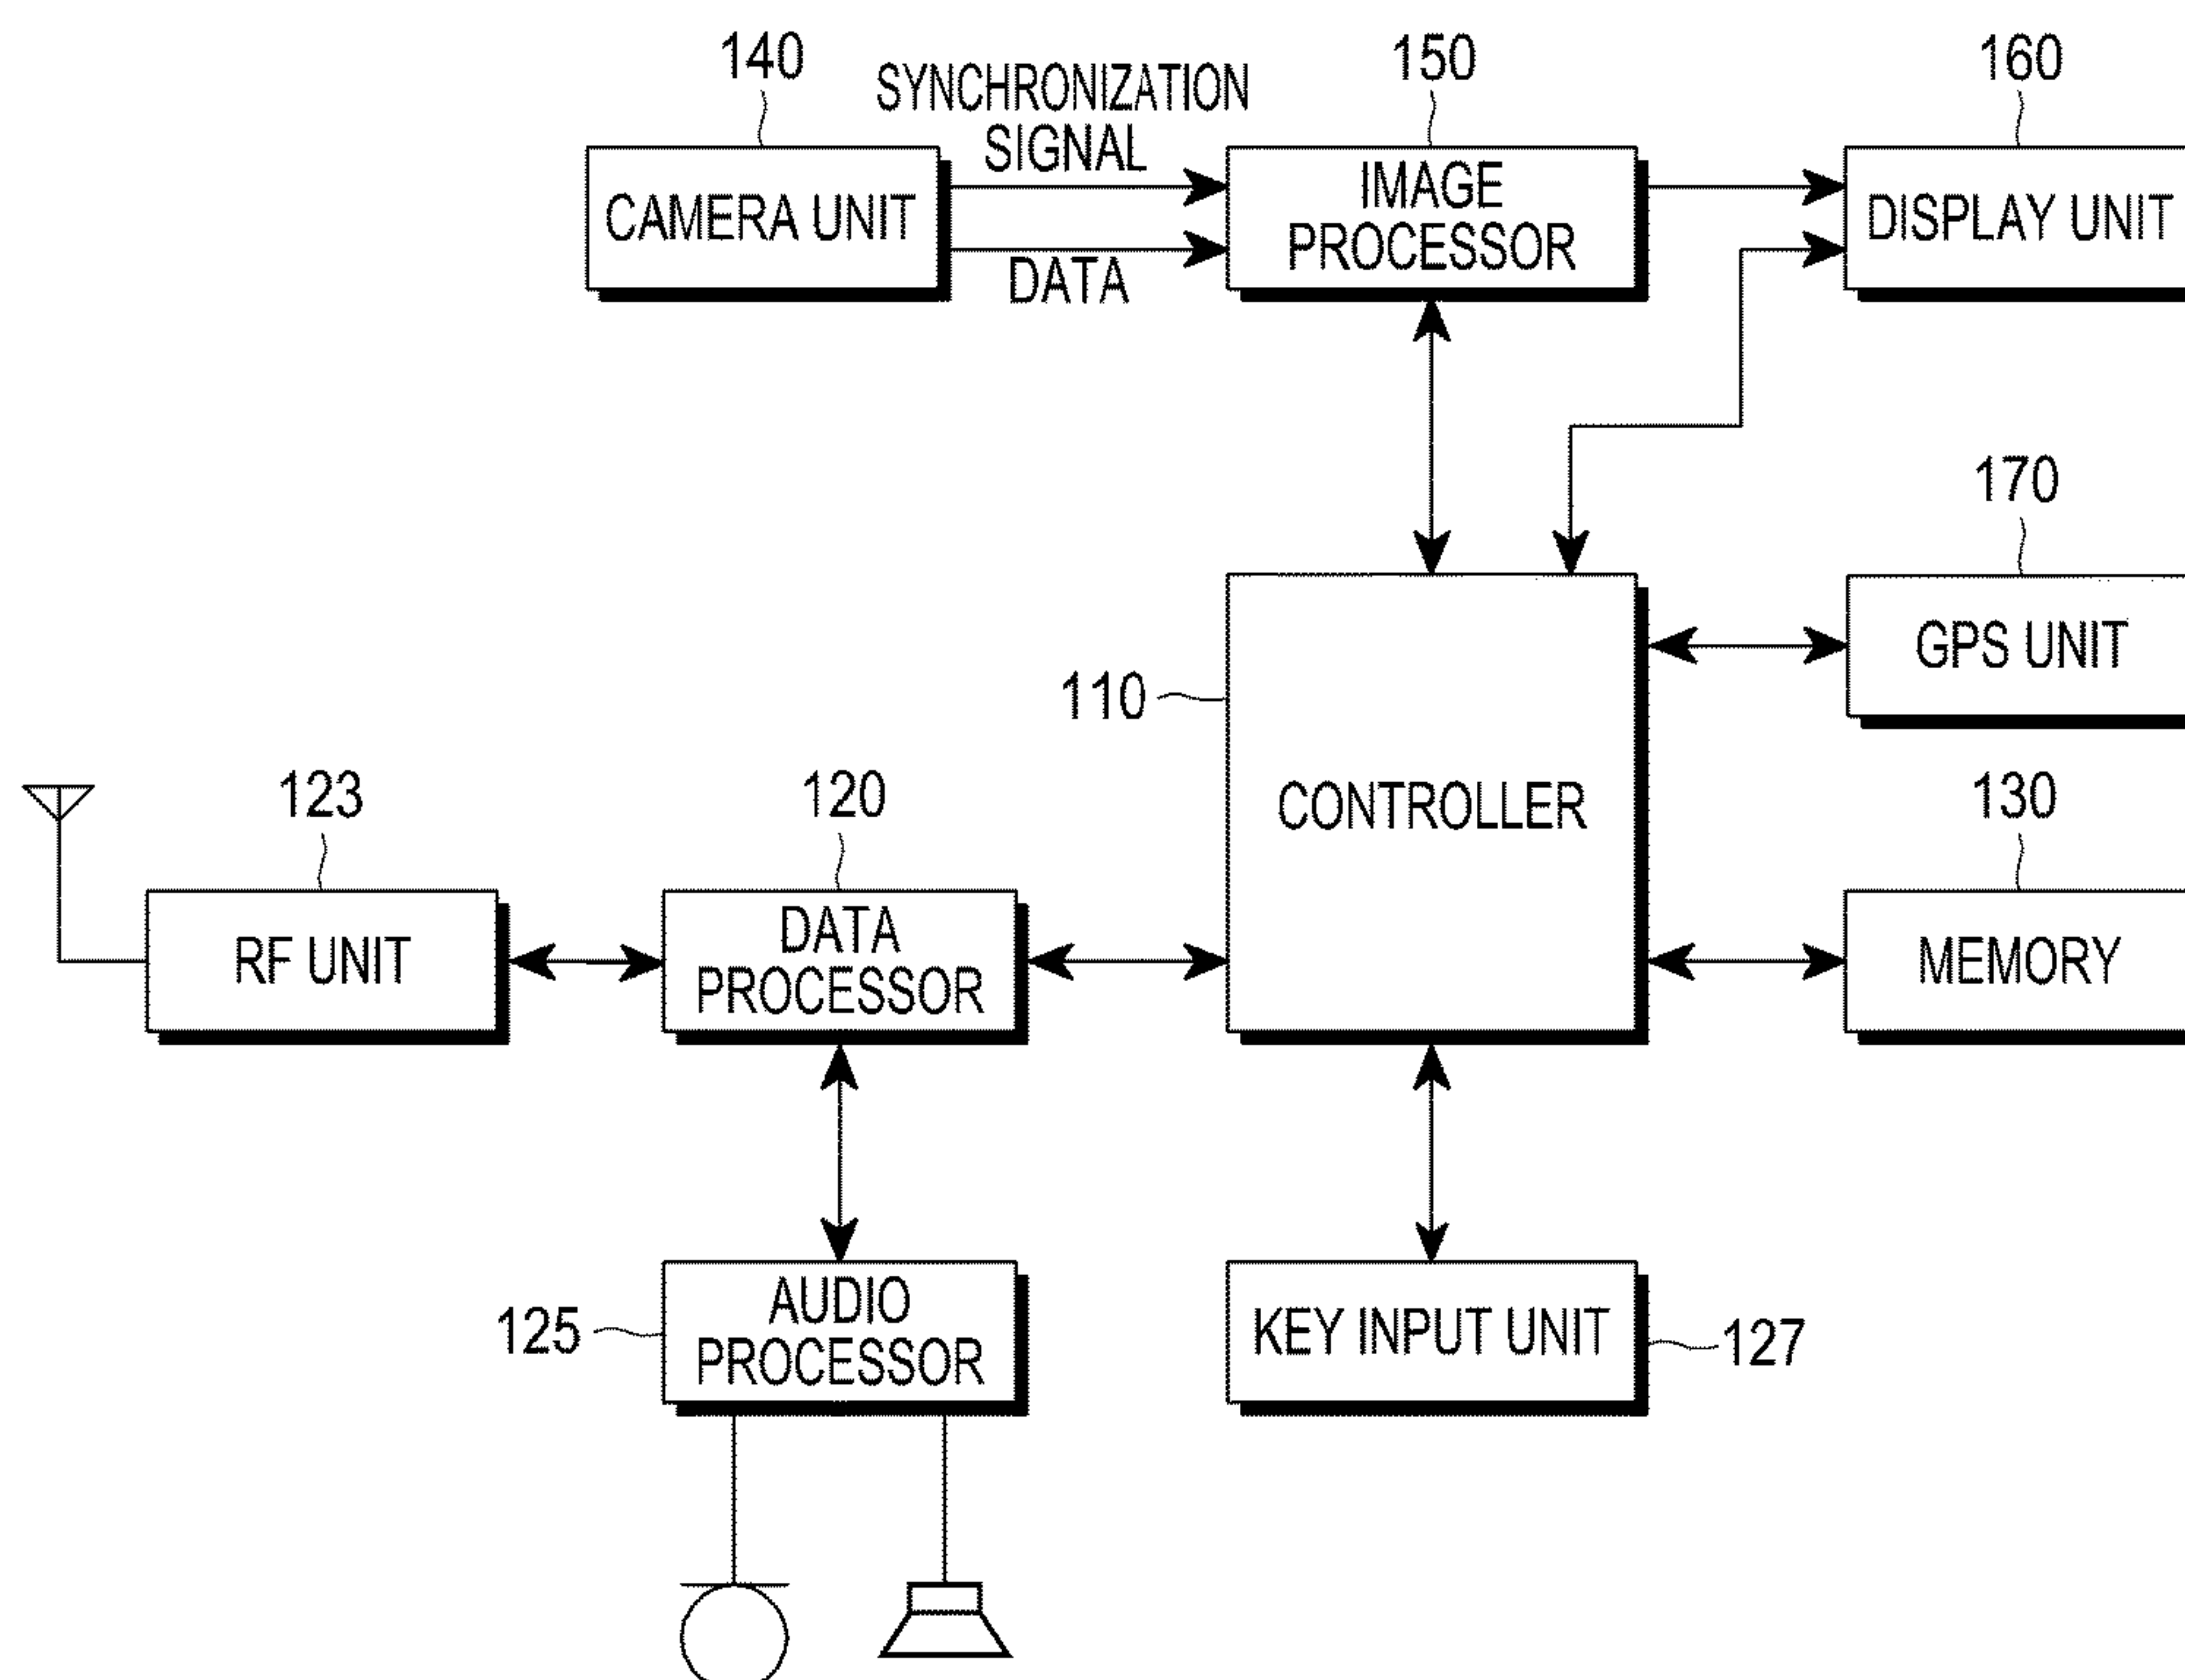 140
SYNCHRONIZATION
SIGNAL
150
160
CAMERA UNIT
DATA
IMAGE
PROCESSOR
DISPLAY UNIT
170
GPS UNIT
110
CONTROLLER
123
120
130
RF UNIT
DATA
PROCESSOR
MEMORY
125
AUDIO
PROCESSOR
KEY INPUT UNIT
127